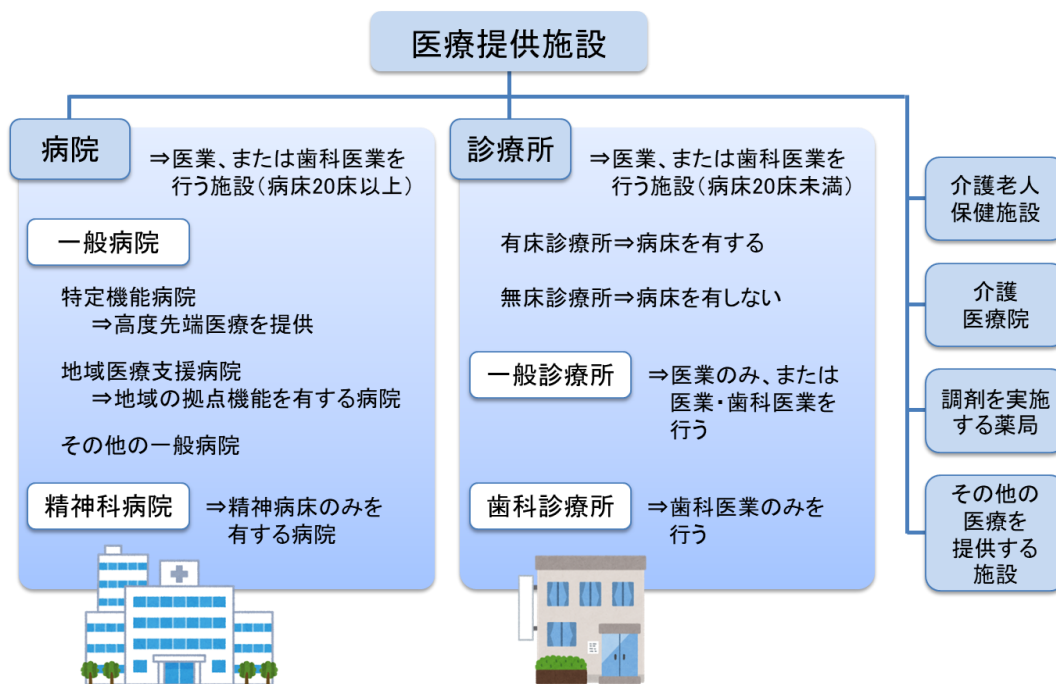 医療提供施設
病院
⇒医業、または歯科医業を
行う施設（病床20床以上）
一般病院
特定機能病院
⇒高度先端医療を提供
地域医療支援病院
⇒地域の拠点機能を有する病院
その他の一般病院
精神科病院
⇒精神病床のみを
有する病院
診療所
⇒医業、または歯科医業を
行う施設（病床20床未満）
有床診療所⇒病床を有する
無床診療所⇒病床を有しない
一般診療所
⇒医業のみ、または
医業・歯科医業を
行う
歯科診療所
⇒歯科医業のみを
行う
介護老人
保健施設
介護
医療院
調剤を実施
する薬局
その他の
医療を
提供する
施設